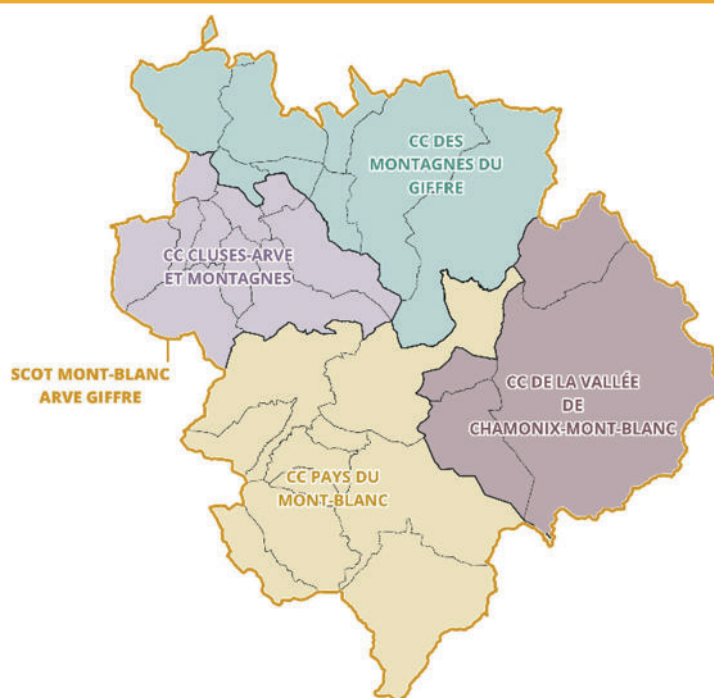 CC DES
MONTAGNES DU
GIFFRE
CC CLUSES-ARVE
ET MONTAGNES
SCOT MONT-BLANC
ARVE GIFFRE
CC DE LA VALLÉE
DE
CHAMONIX-MONT-BLANC
CC PAYS DU
MONT-BLANC